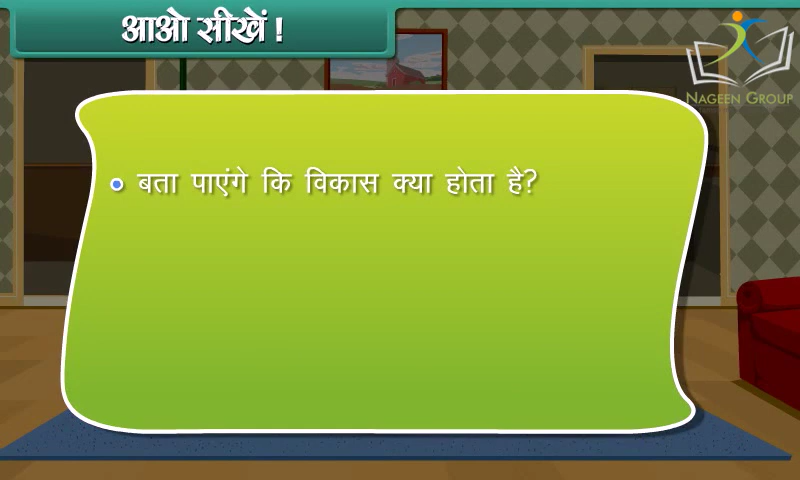 आओ सीखें!
NAGEEN GROUP
बता पाएंगे कि विकास क्या होता है?